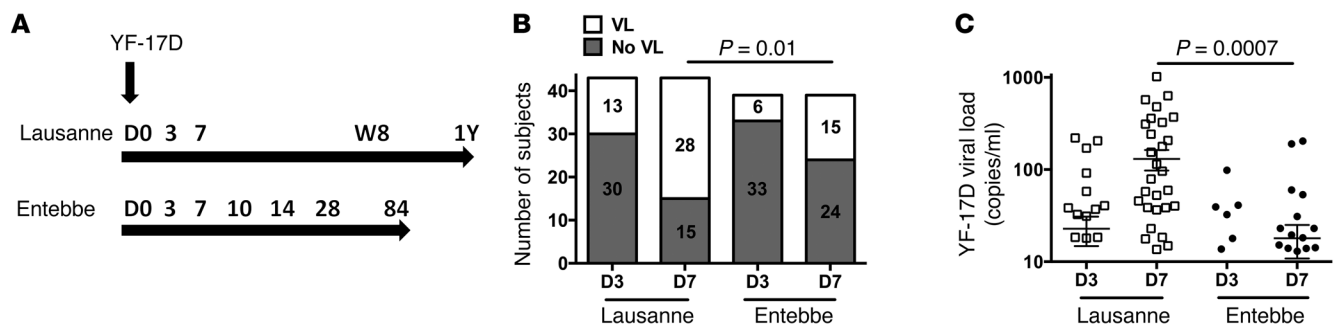 A
YF-17D
Lausanne D0 3 7 W8 1Y
Entebbe D0 3 7 10 14 28 84
B
VL
No VL
P = 0.01
Number of subjects
40
30
20
10
0
13
30
28
15
6
33
15
24
D3 D7 D3 D7
Lausanne Entebbe
C
P = 0.0007
YF-17D viral load
(copies/ml)
1000
100
10
D3 D7 D3 D7
Lausanne Entebbe